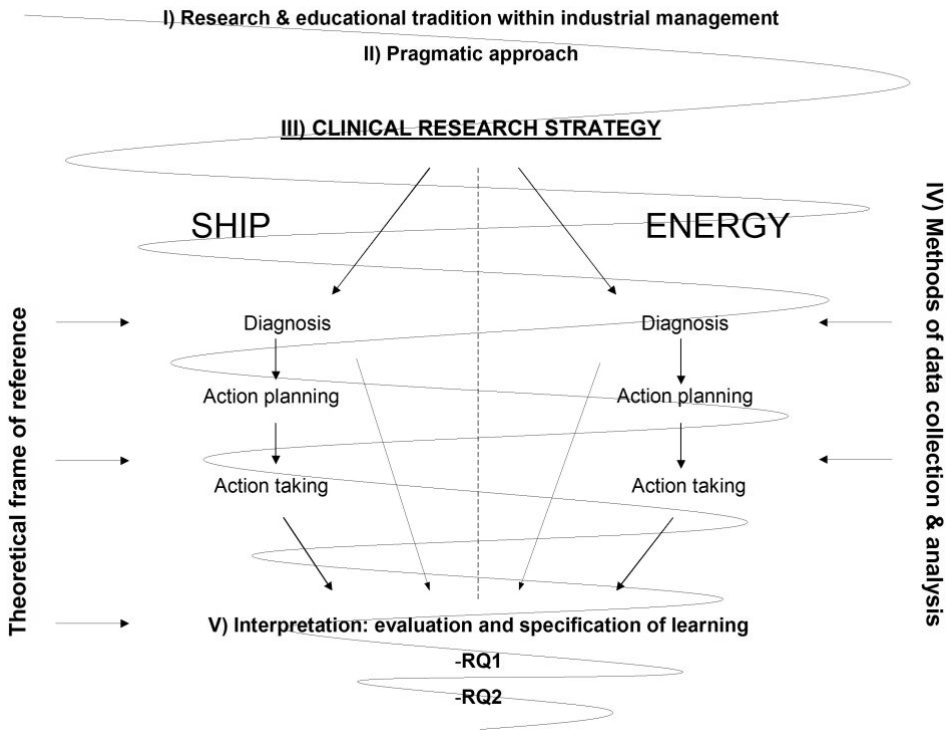 I) Research & educational tradition within industrial management
II) Pragmatic approach
III) CLINICAL RESEARCH STRATEGY
SHIP
ENERGY
Theoretical frame of reference
IV) Methods of data collection & analysis
Diagnosis
Diagnosis
Action planning
Action planning
Action taking
Action taking
V) Interpretation: evaluation and specification of learning
-RQ1
-RQ2